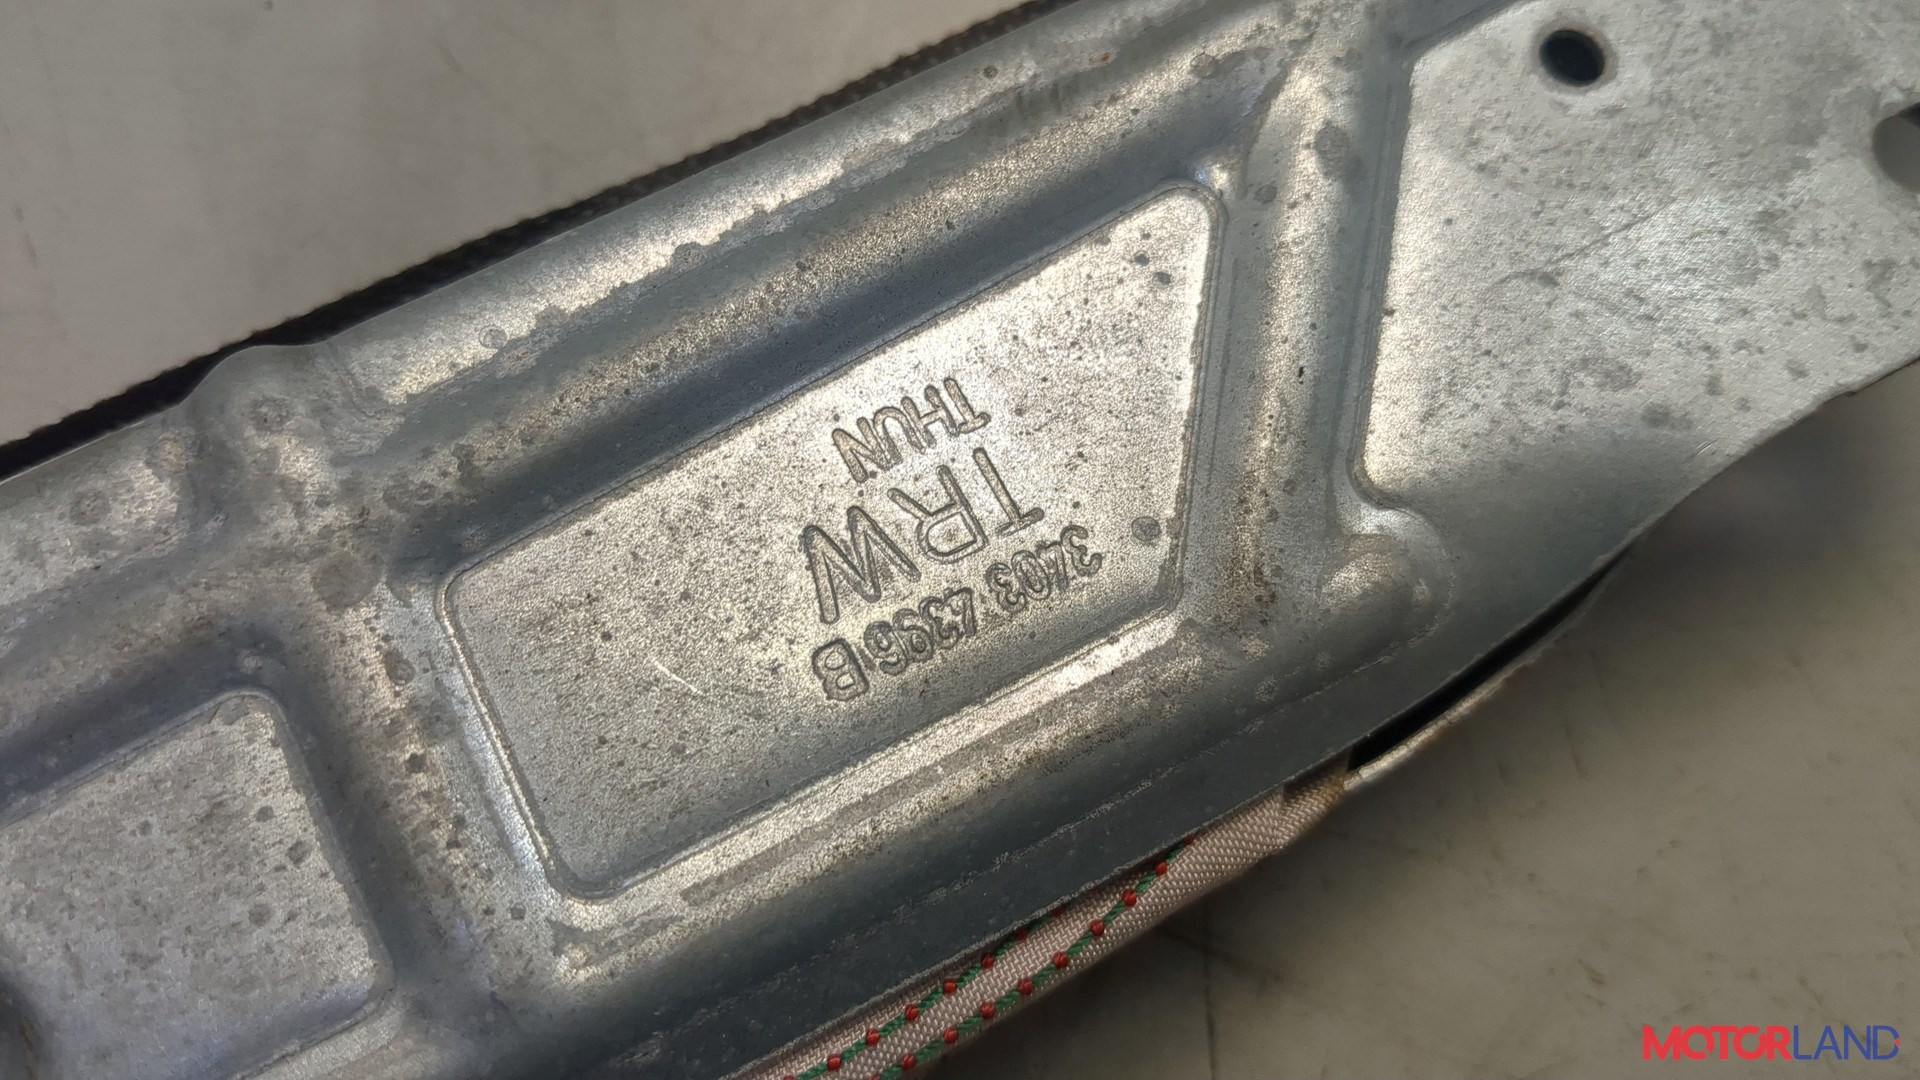 3403 4396 B
TRW
THUN
MOTORLAND